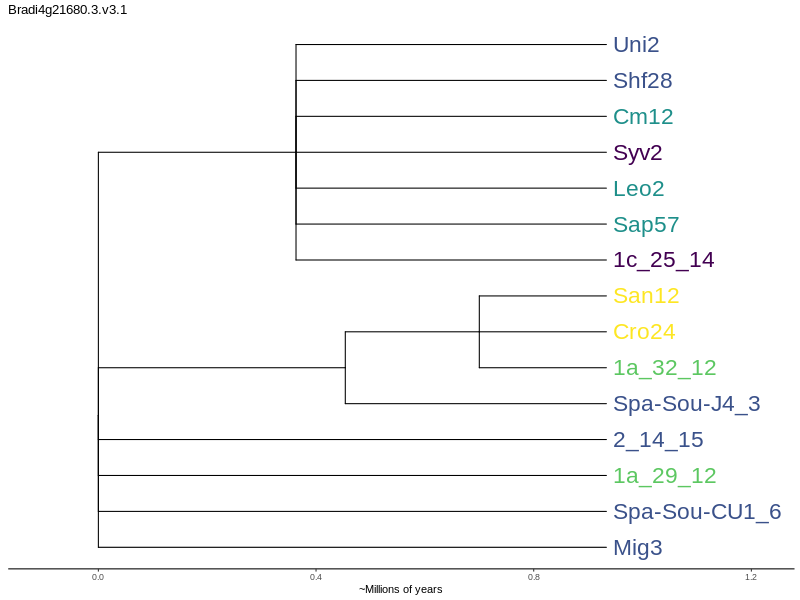 Bradi4g21680.3.v3.1
Uni2
Shf28
Cm12
Syv2
Leo2
Sap57
1c_25_14
San12
Cro24
1a_32_12
Spa-Sou-J4_3
2_14_15
1a_29_12
Spa-Sou-CU1_6
Mig3
0.0 0.4 0.8 1.2
~Millions of years